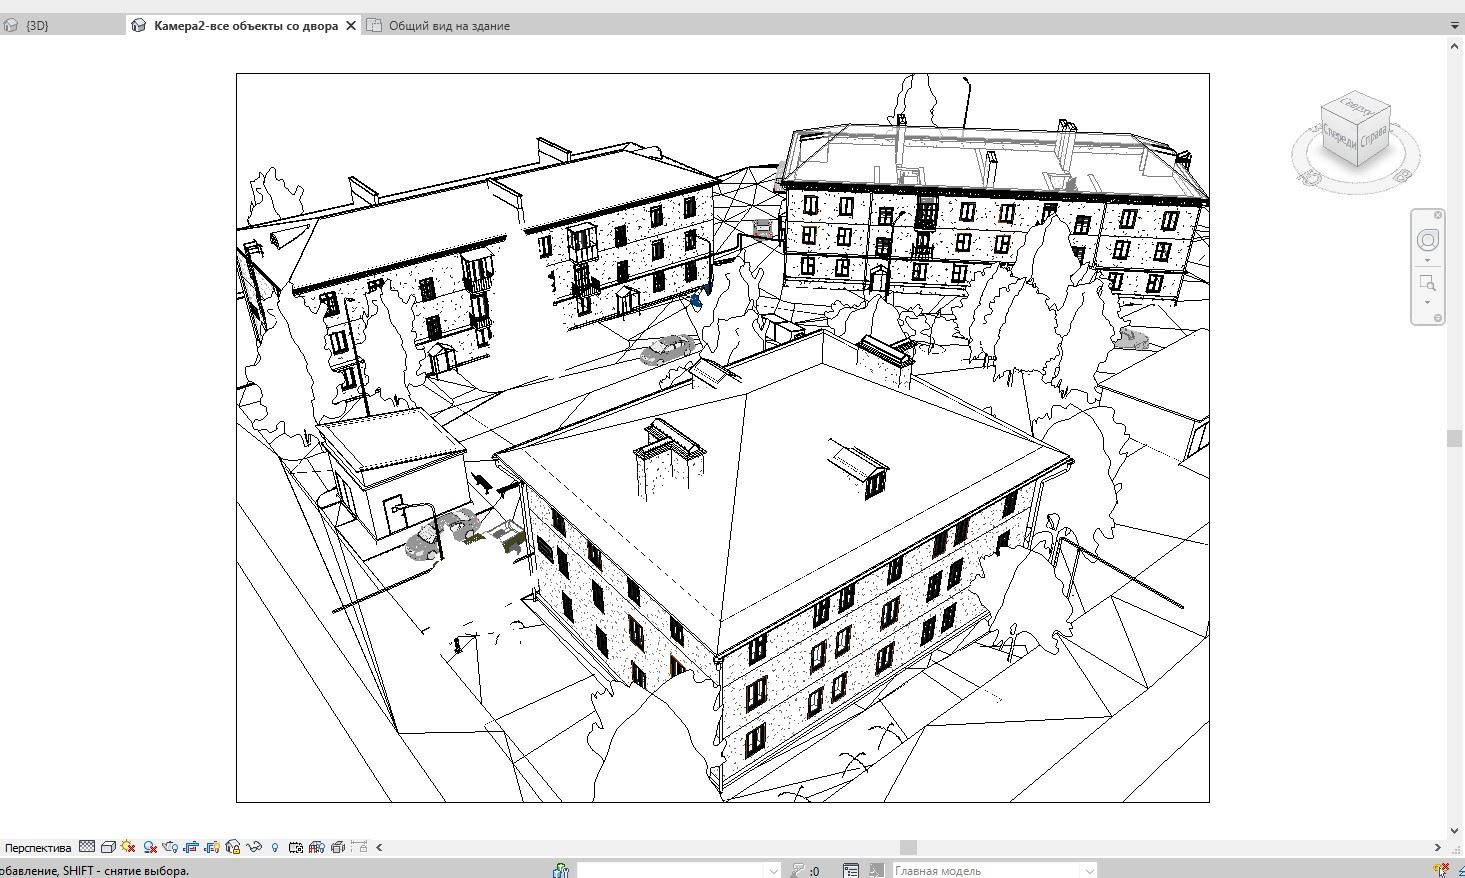 {3D}
Камера2-все объекты со двора
Общий вид на здание
Сверху
Спереди
Справа
Перспектива
обавление, SHIFT - снятие выбора.
:0
Главная модель